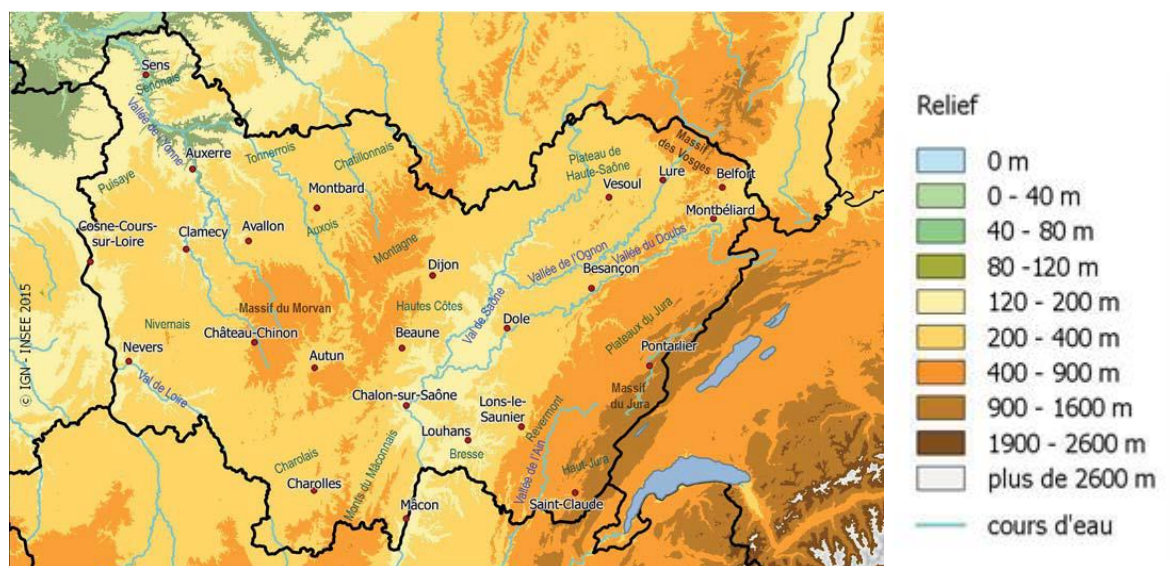 Sens
Sénonais
Vallée de l'Yonne
Tonnerrois
Châtillonnais
Auxerre
Puisaye
Montbard
Plateau de
Haute-Saône
Massif
des Vosges
Lure
Belfort
Vesoul
Montbéliard
Cosne-Cours-
sur-Loire
Clamecy
Avallon
Auxois
Montagne
Dijon
Vallée de l'Ognon
Vallée du Doubs
Besançon
Massif du Morvan
Hautes Côtes
Val de Saône
Nivernais
Château-Chinon
Beaune
Dole
Plateaux du Jura
Pontarlier
Nevers
Autun
Val de Loire
Massif
du Jura
Chalon-sur-Saône
Lons-le-
Saunier
Revermont
Louhans
Bresse
Charolais
Monts du Mâconnais
Vallée de l'Ain
Haut-Jura
Charolles
Mâcon
Saint-Claude
© IGN - INSEE 2015
Relief
0 m
0 - 40 m
40 - 80 m
80 -120 m
120 - 200 m
200 - 400 m
400 - 900 m
900 - 1600 m
1900 - 2600 m
plus de 2600 m
cours d'eau